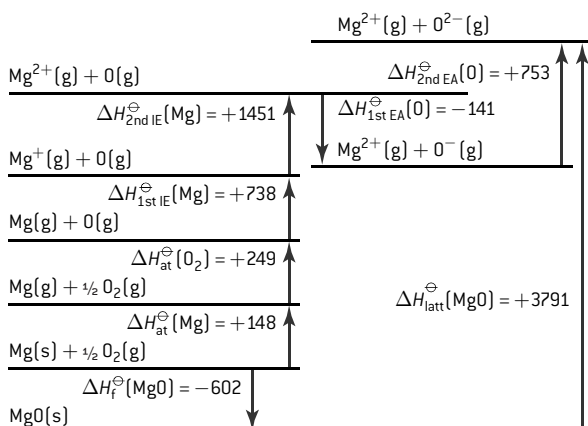 Mg²⁺(g) + O²⁻(g)
ΔH⊖2nd EA(O) = +753
Mg²⁺(g) + O(g)
ΔH⊖2nd IE(Mg) = +1451
ΔH⊖1st EA(O) = −141
Mg²⁺(g) + O⁻(g)
Mg⁺(g) + O(g)
ΔH⊖1st IE(Mg) = +738
Mg(g) + O(g)
ΔH⊖at(O₂) = +249
Mg(g) + ½ O₂(g)
ΔH⊖latt(MgO) = +3791
ΔH⊖at(Mg) = +148
Mg(s) + ½ O₂(g)
ΔH⊖f(MgO) = −602
MgO(s)